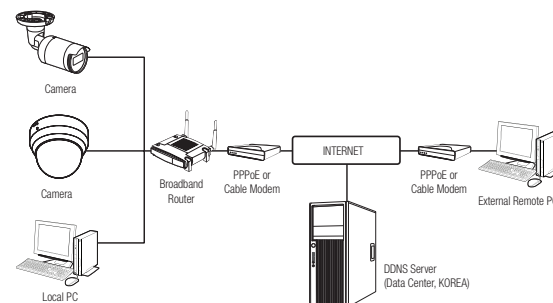 Camera
Camera
Local PC
Broadband
Router
PPPoE or
Cable Modem
INTERNET
PPPoE or
Cable Modem
External Remote PC
DDNS Server
(Data Center, KOREA)